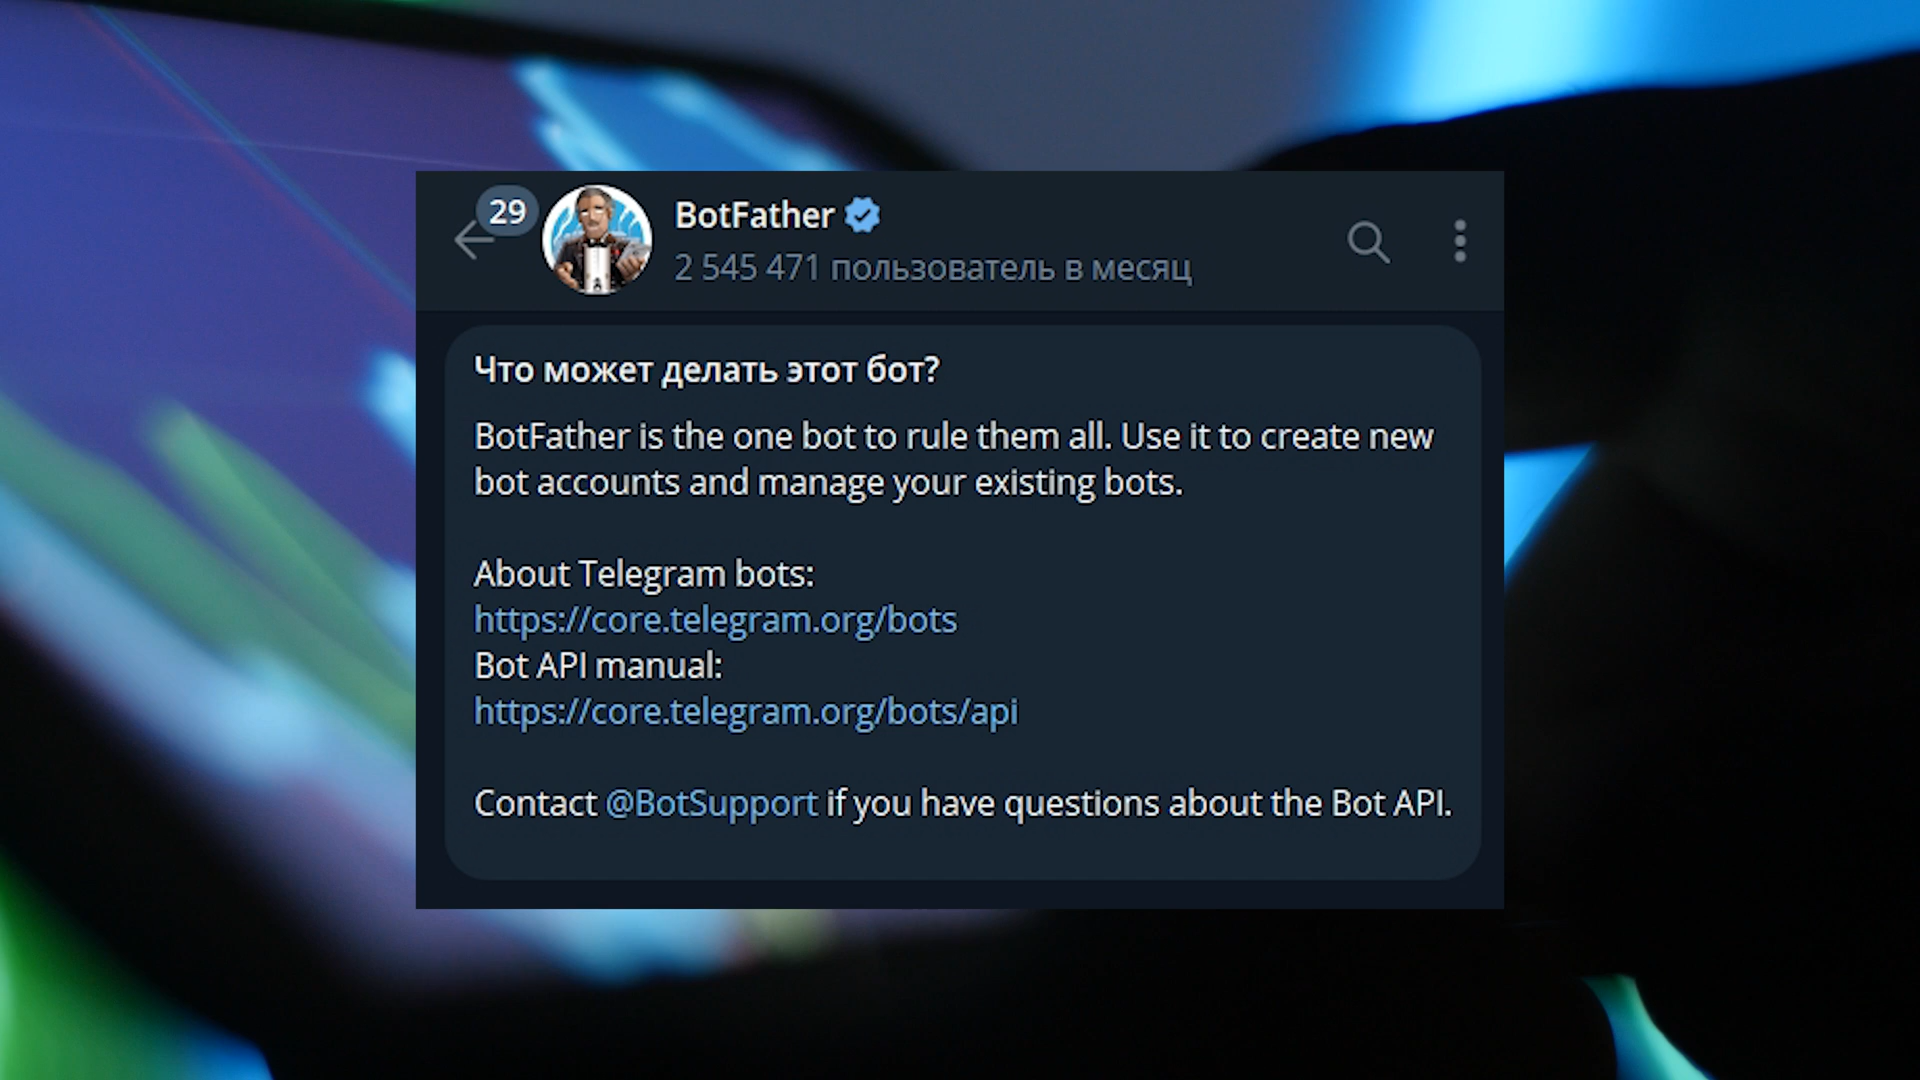 29
BotFather
2 545 471 пользователь в месяц
Что может делать этот бот?
BotFather is the one bot to rule them all. Use it to create new
bot accounts and manage your existing bots.
About Telegram bots:
https://core.telegram.org/bots
Bot API manual:
https://core.telegram.org/bots/api
Contact @BotSupport if you have questions about the Bot API.